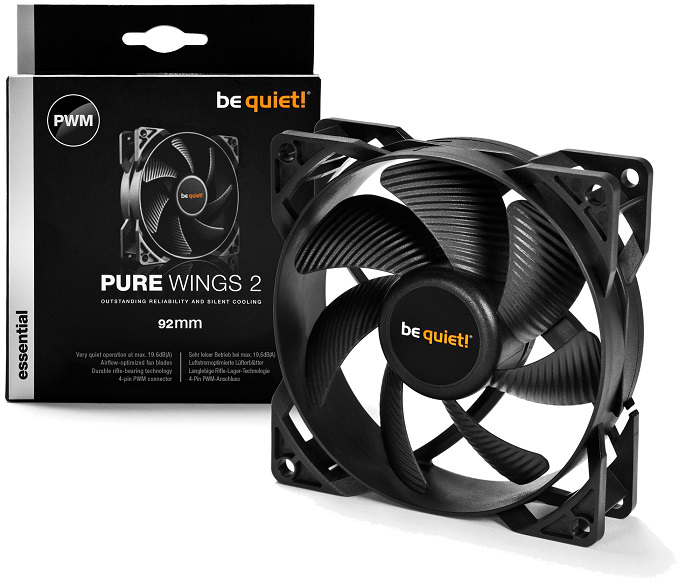 be quiet!®
PWM
be quiet!
PURE WINGS 2
OUTSTANDING RELIABILITY AND SILENT COOLING
92mm
essential
Very quiet operation at max. 19,6dB(A)
Airflow-optimized fan blades
Durable rifle-bearing technology
4-pin PWM connector
Sehr leiser Betrieb bei max. 19,6dB(A)
Luftstromoptimierte Lüfterblätter
Langlebige Rifle-Lager-Technologie
4-Pin PWM-Anschluss
be quiet!®